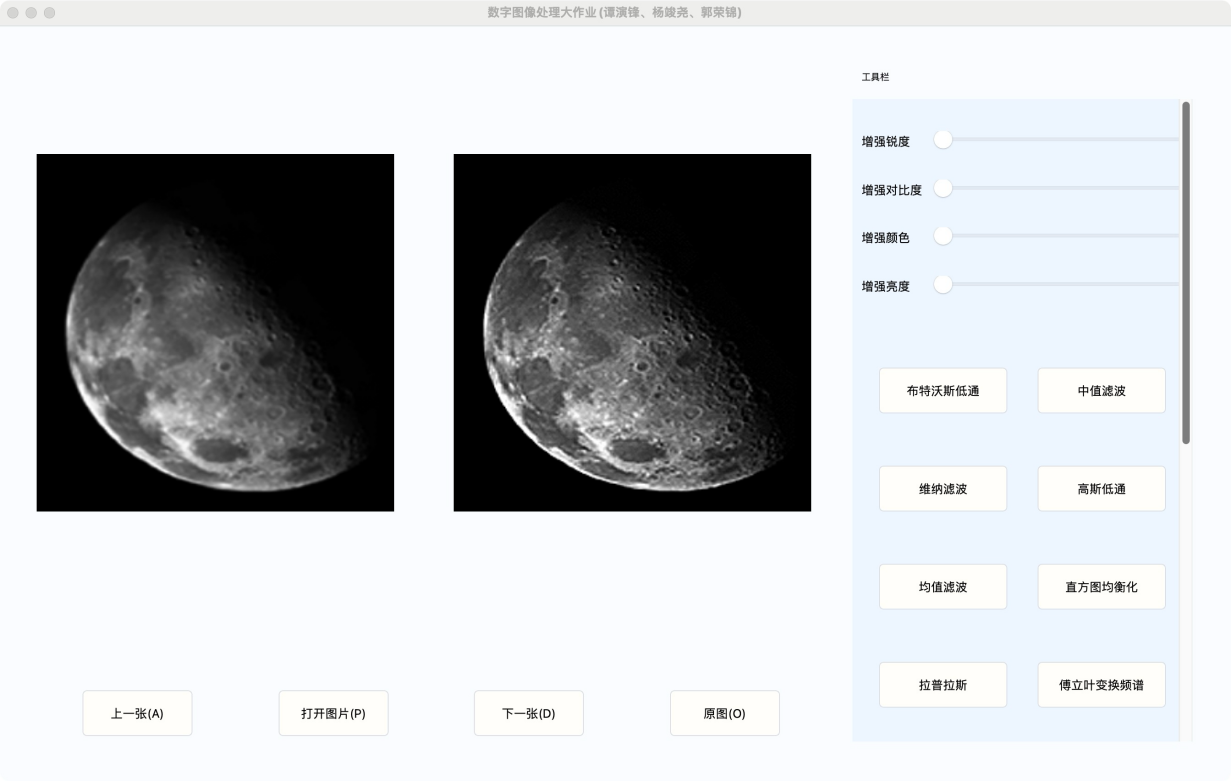 数字图像处理大作业(谭演锋、杨竣尧、郭荣锦)
工具栏
增强锐度
增强对比度
增强颜色
增强亮度
布特沃斯低通
中值滤波
维纳滤波
高斯低通
均值滤波
直方图均衡化
拉普拉斯
傅立叶变换频谱
上一张(A)
打开图片(P)
下一张(D)
原图(O)